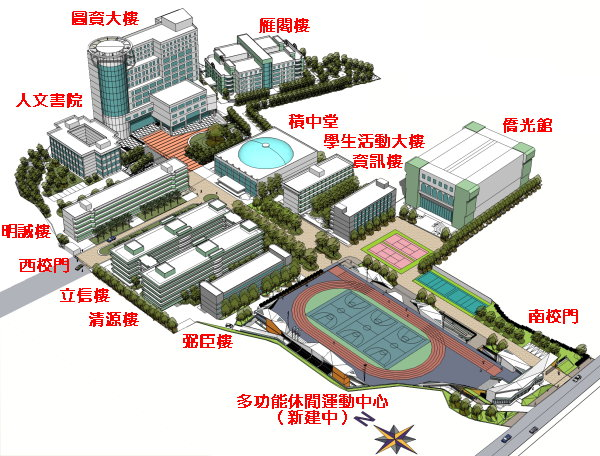 圖資大樓
雁閣樓
人文書院
積中堂
學生活動大樓
資訊樓
僑光館
明誠樓
西校門
立信樓
清源樓
弼臣樓
南校門
多功能休閒運動中心
（新建中）
N